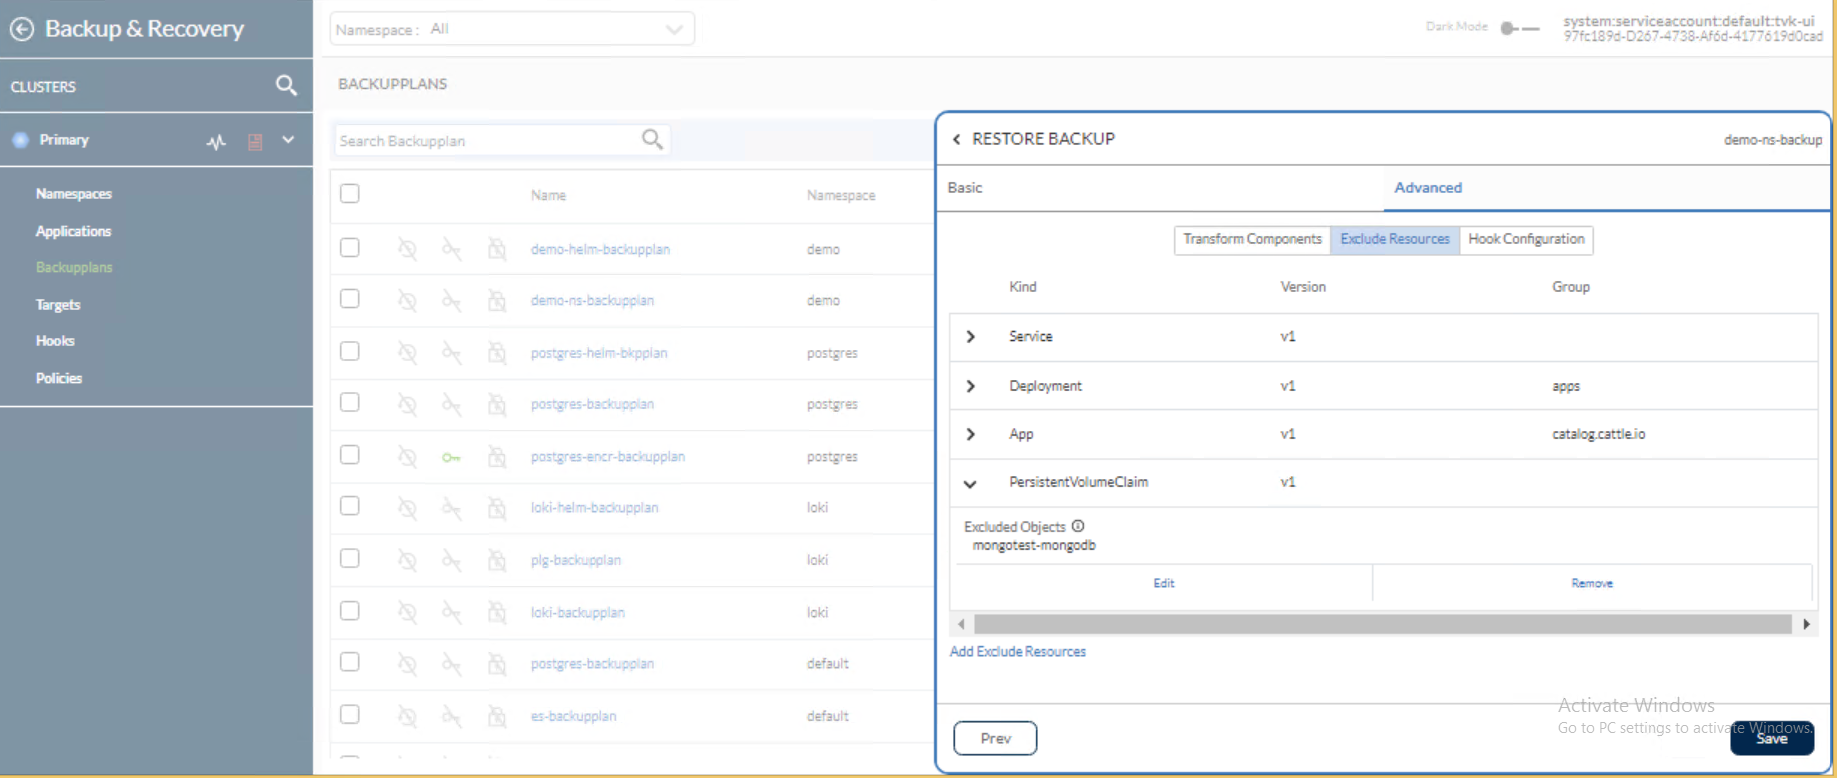 Backup & Recovery
Namespace : All
Dark Mode
system:serviceaccount:default:tvk-ui
97fc189d-D267-4738-Af6d-4177619d0cad
CLUSTERS
BACKUPPLANS
Primary
Search Backupplan
Namespaces
Applications
Backupplans
Targets
Hooks
Policies
Name Namespace
demo-helm-backupplan demo
demo-ns-backupplan demo
postgres-helm-bkpplan postgres
postgres-backupplan postgres
postgres-encr-backupplan postgres
loki-helm-backupplan loki
plg-backupplan loki
loki-backupplan loki
postgres-backupplan default
es-backupplan default
RESTORE BACKUP demo-ns-backup
Basic Advanced
Transform Components Exclude Resources Hook Configuration
Kind Version Group
Service v1
Deployment v1 apps
App v1 catalog.cattle.io
PersistentVolumeClaim v1
Excluded Objects
mongotest-mongodb
Edit Remove
Add Exclude Resources
Activate Windows
Go to PC settings to activate Windows.
Prev Save